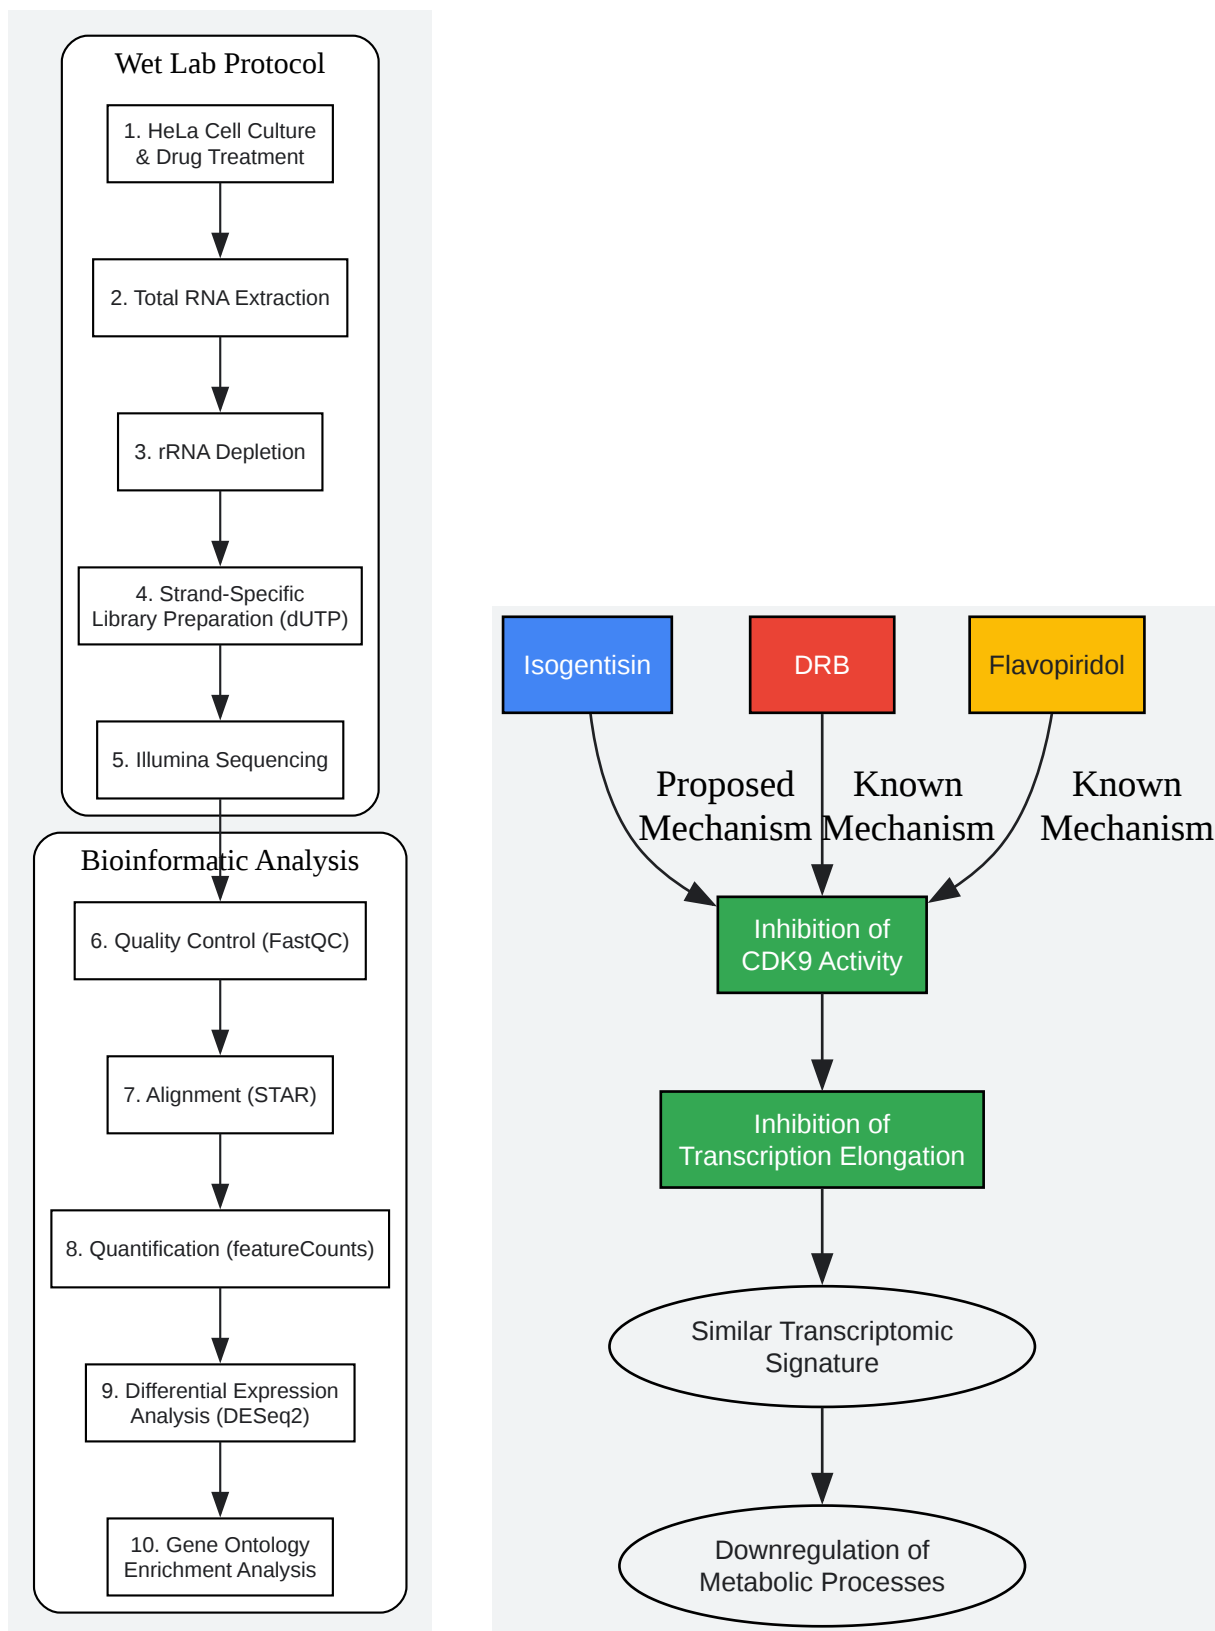 Wet Lab Protocol
1. HeLa Cell Culture
& Drug Treatment
2. Total RNA Extraction
3. rRNA Depletion
4. Strand-Specific
Library Preparation (dUTP)
5. Illumina Sequencing
Bioinformatic Analysis
6. Quality Control (FastQC)
7. Alignment (STAR)
8. Quantification (featureCounts)
9. Differential Expression
Analysis (DESeq2)
10. Gene Ontology
Enrichment Analysis
Isogentisin
DRB
Flavopiridol
Proposed
Mechanism
Known
Mechanism
Known
Mechanism
Inhibition of
CDK9 Activity
Inhibition of
Transcription Elongation
Similar Transcriptomic
Signature
Downregulation of
Metabolic Processes